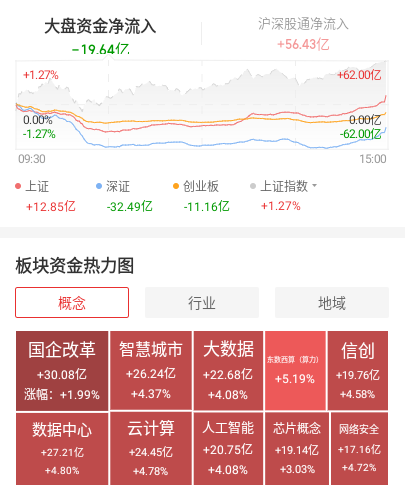 大盘资金净流入
沪深股通净流入
-19.64亿
+56.43亿
+1.27%
+62.00亿
0.00%
0.00亿
-1.27%
-62.00亿
09:30
15:00
上证
深证
创业板
上证指数
+12.85亿
-32.49亿
-11.16亿
+1.27%
板块资金热力图
概念
行业
地域
国企改革
+30.08亿
涨幅：+1.99%
智慧城市
+26.24亿
+4.37%
大数据
+22.68亿
+4.08%
东数西算（算力）
+5.19%
信创
+19.76亿
+4.58%
数据中心
+27.21亿
+4.80%
云计算
+24.45亿
+4.78%
人工智能
+20.75亿
+4.08%
芯片概念
+19.14亿
+3.03%
网络安全
+17.16亿
+4.72%